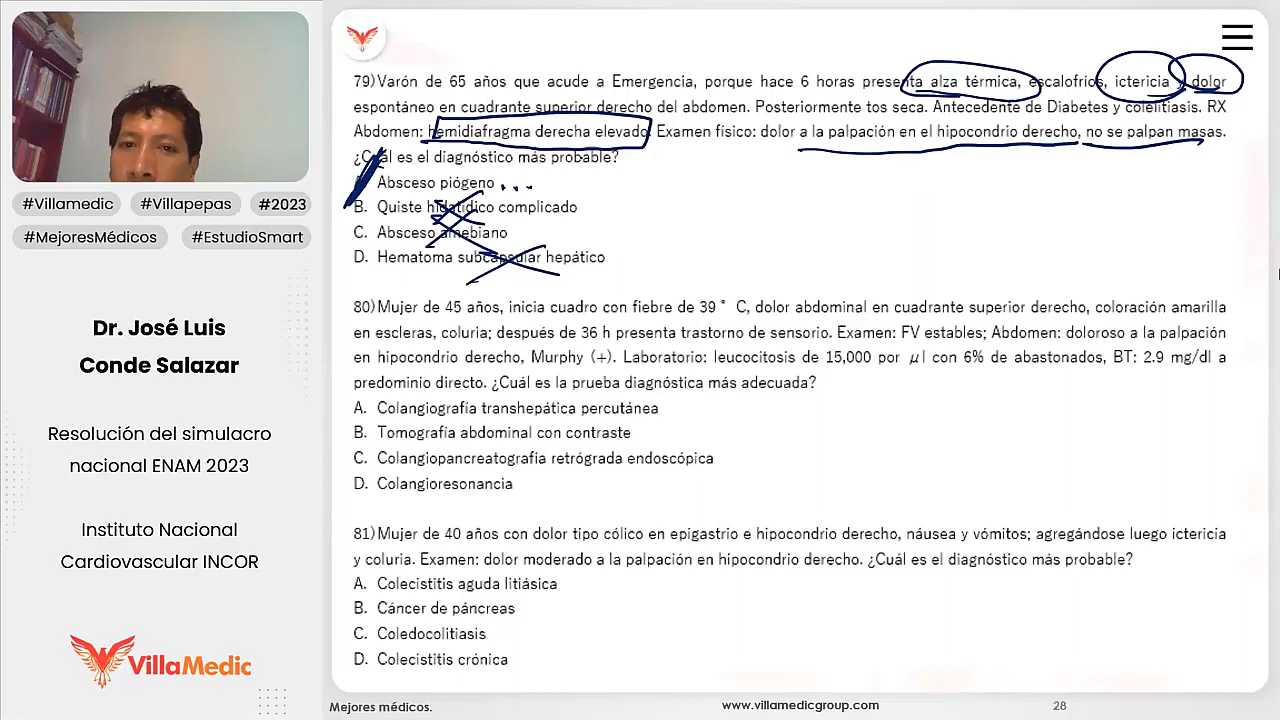 #Villamedic #Villapepas #2023
#MejoresMédicos #EstudioSmart
Dr. José Luis
Conde Salazar
Resolución del simulacro
nacional ENAM 2023
Instituto Nacional
Cardiovascular INCOR
VillaMedic
79)Varón de 65 años que acude a Emergencia, porque hace 6 horas presenta alza térmica, escalofríos, ictericia y dolor
espontáneo en cuadrante superior derecho del abdomen. Posteriormente tos seca. Antecedente de Diabetes y colelitiasis. RX
Abdomen: hemidiafragma derecha elevado. Examen físico: dolor a la palpación en el hipocondrio derecho, no se palpan masas.
¿Cuál es el diagnóstico más probable?
A. Absceso piógeno
B. Quiste hidatídico complicado
C. Absceso amebiano
D. Hematoma subcapsular hepático
80)Mujer de 45 años, inicia cuadro con fiebre de 39° C, dolor abdominal en cuadrante superior derecho, coloración amarilla
en escleras, coluria; después de 36 h presenta trastorno de sensorio. Examen: FV estables; Abdomen: doloroso a la palpación
en hipocondrio derecho, Murphy (+). Laboratorio: leucocitosis de 15,000 por μl con 6% de abastonados, BT: 2.9 mg/dl a
predominio directo. ¿Cuál es la prueba diagnóstica más adecuada?
A. Colangiografía transhepática percutánea
B. Tomografía abdominal con contraste
C. Colangiopancreatografía retrógrada endoscópica
D. Colangioresonancia
81)Mujer de 40 años con dolor tipo cólico en epigastrio e hipocondrio derecho, náusea y vómitos; agregándose luego ictericia
y coluria. Examen: dolor moderado a la palpación en hipocondrio derecho. ¿Cuál es el diagnóstico más probable?
A. Colecistitis aguda litiásica
B. Cáncer de páncreas
C. Coledocolitiasis
D. Colecistitis crónica
Mejores médicos. www.villamedicgroup.com 28